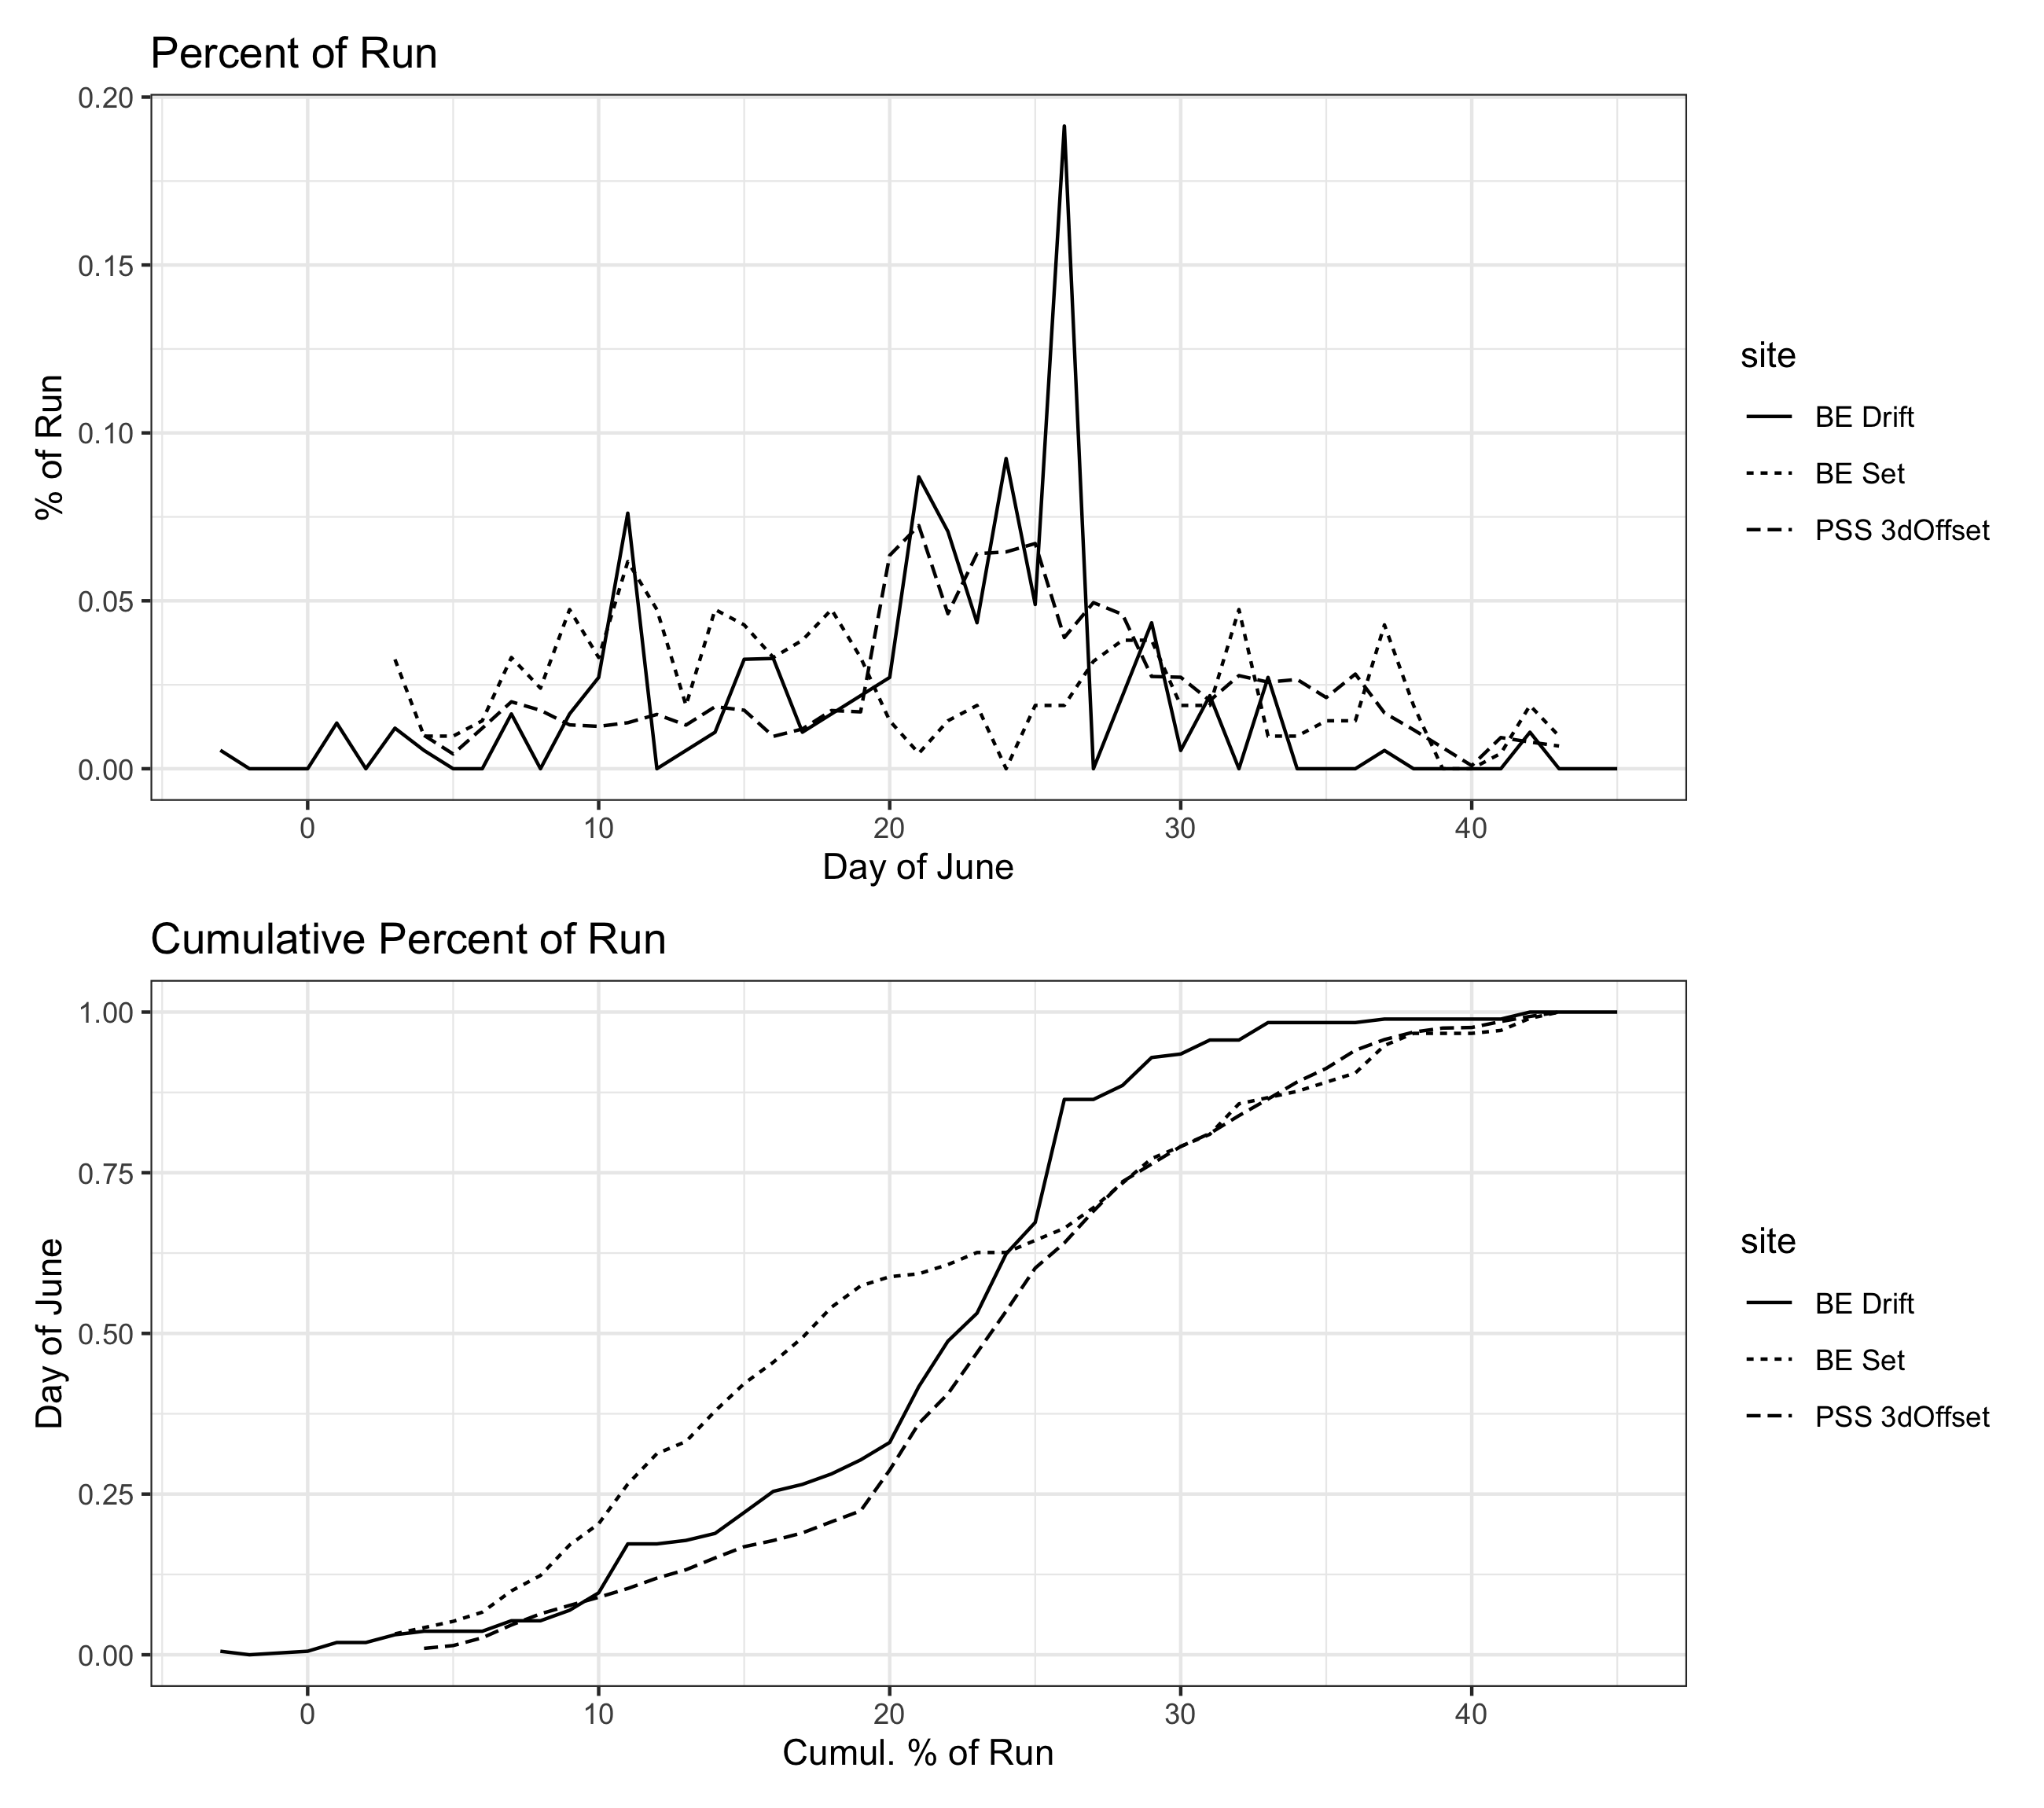 Percent of Run
0.20
0.15
0.10
0.05
0.00
% of Run
0 10 20 30 40
Day of June
site
BE Drift
BE Set
PSS 3dOffset
Cumulative Percent of Run
1.00
0.75
0.50
0.25
0.00
Day of June
0 10 20 30 40
Cumul. % of Run
site
BE Drift
BE Set
PSS 3dOffset